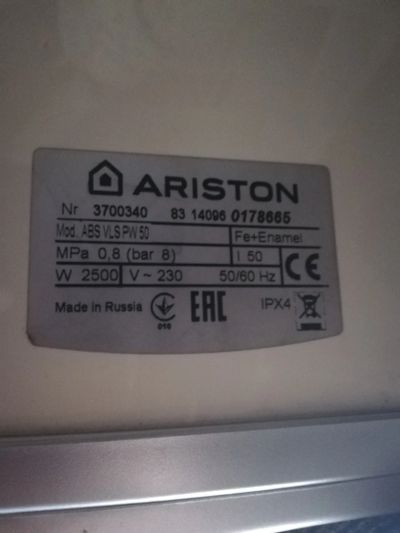 ARISTON
Nr 3700340 83 14096 0178665
Mod. ABS VLS PW 50 Fe+Enamel
MPa 0,8 (bar 8) l 50
W 2500 V~ 230 50/60 Hz CE
Made in Russia 010 EAC IPX4